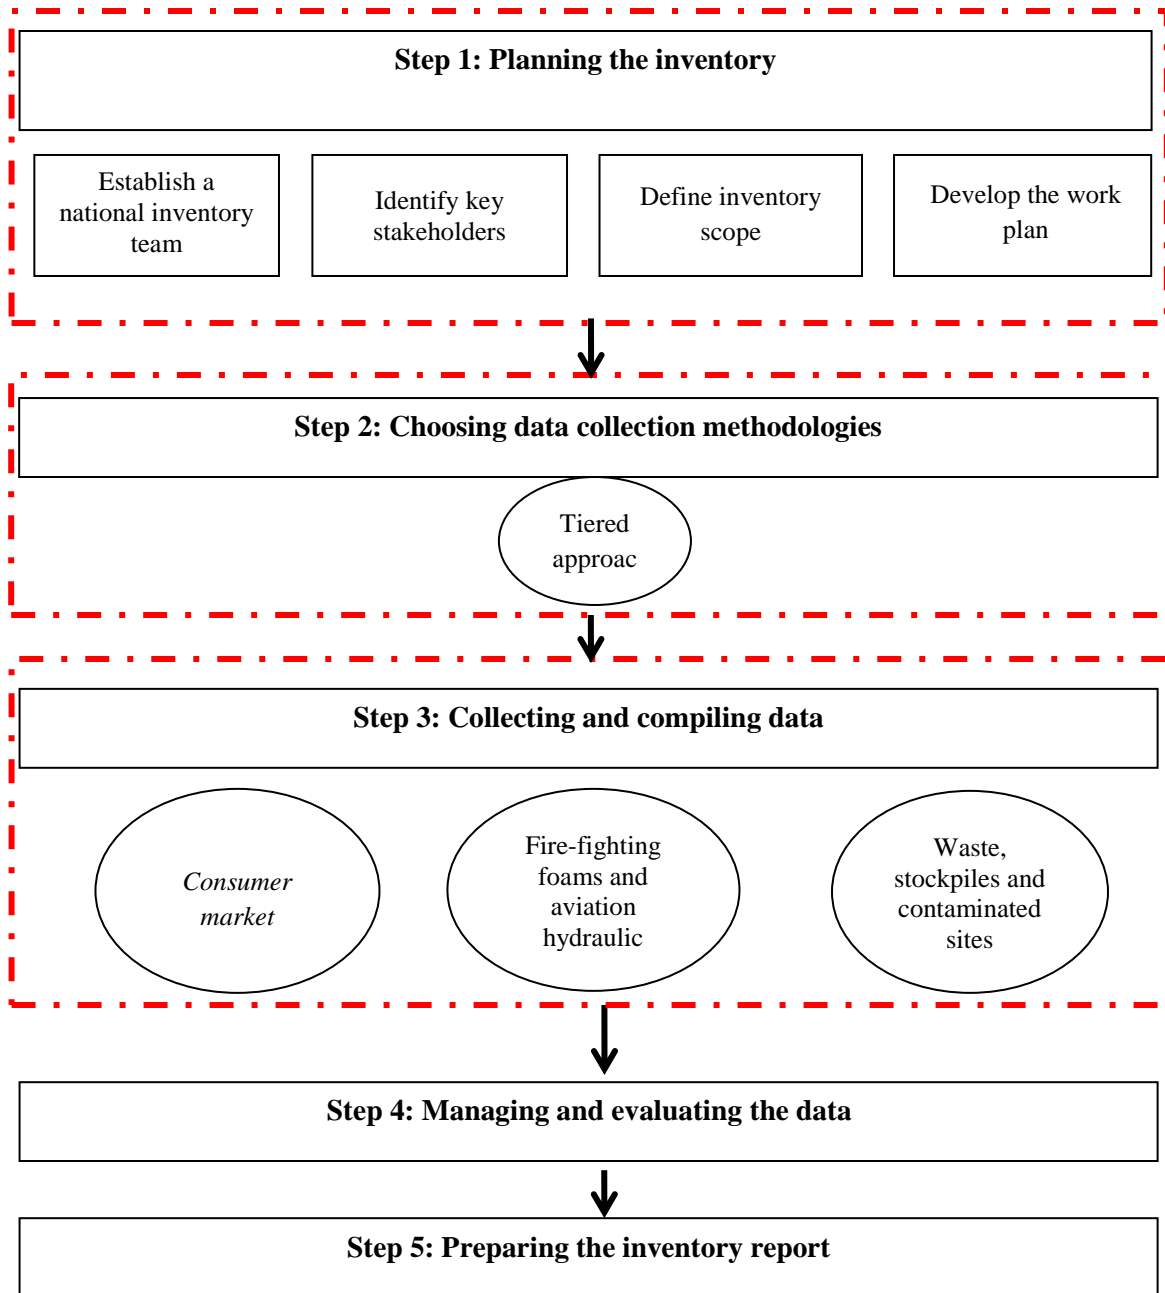 Step 1: Planning the inventory
Establish a
national inventory
team
Identify key
stakeholders
Define inventory
scope
Develop the work
plan
Step 2: Choosing data collection methodologies
Tiered
approac
Step 3: Collecting and compiling data
Consumer
market
Fire-fighting
foams and
aviation
hydraulic
Waste,
stockpiles and
contaminated
sites
Step 4: Managing and evaluating the data
Step 5: Preparing the inventory report